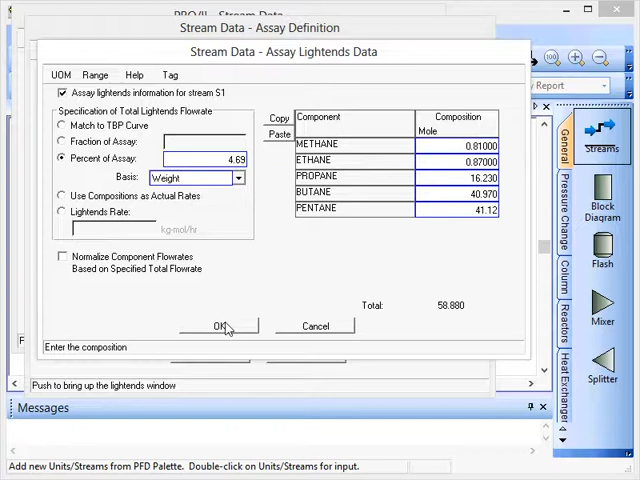 Stream Data - Assay Definition
Stream Data - Assay Lightends Data
UOM Range Help Tag
Assay lightends information for stream S1
Specification of Total Lightends Flowrate
Match to TBP Curve
Fraction of Assay:
Percent of Assay: 4.69
Basis: Weight
Use Compositions as Actual Rates
Lightends Rate:
kg-mol/hr
Normalize Component Flowrates
Based on Specified Total Flowrate
Copy
Paste
Component Composition
Mole
METHANE 0.81000
ETHANE 0.87000
PROPANE 16.230
BUTANE 40.970
PENTANE 41.12
Total: 58.880
OK Cancel
Enter the composition
Push to bring up the lightends window
Messages
Add new Units/Streams from PFD Palette. Double-click on Units/Streams for input.
y Report
General
Pressure Change
Column
Reactors
Heat Exchanger
Streams
Block
Diagram
Flash
Mixer
Splitter